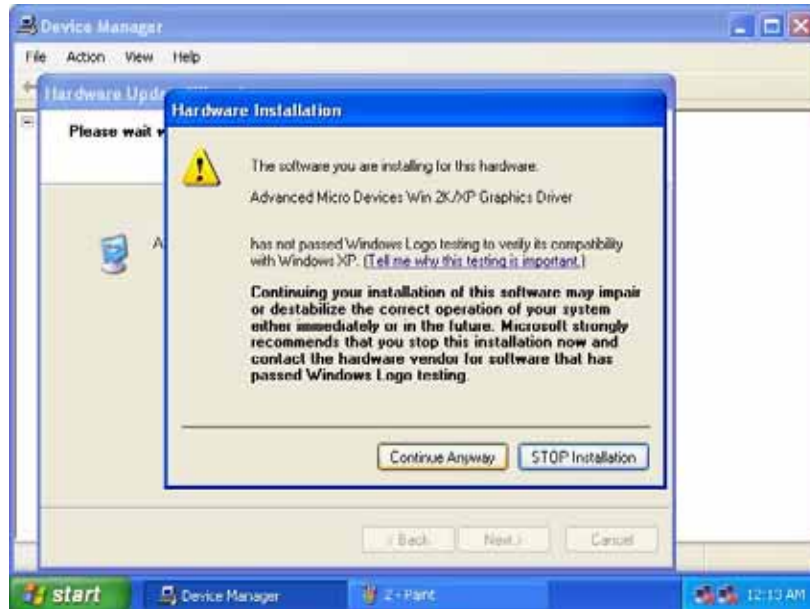 Device Manager
File Action View Help
Hardware Upda
Please wait w
Hardware Installation
The software you are installing for this hardware:
Advanced Micro Devices Win 2K/XP Graphics Driver
has not passed Windows Logo testing to verify its compatibility
with Windows XP. (Tell me why this testing is important.)
Continuing your installation of this software may impair
or destabilize the correct operation of your system
either immediately or in the future. Microsoft strongly
recommends that you stop this installation now and
contact the hardware vendor for software that has
passed Windows Logo testing.
Continue Anyway STOP Installation
< Back Next > Cancel
start Device Manager 2 - Paint 12:13 AM